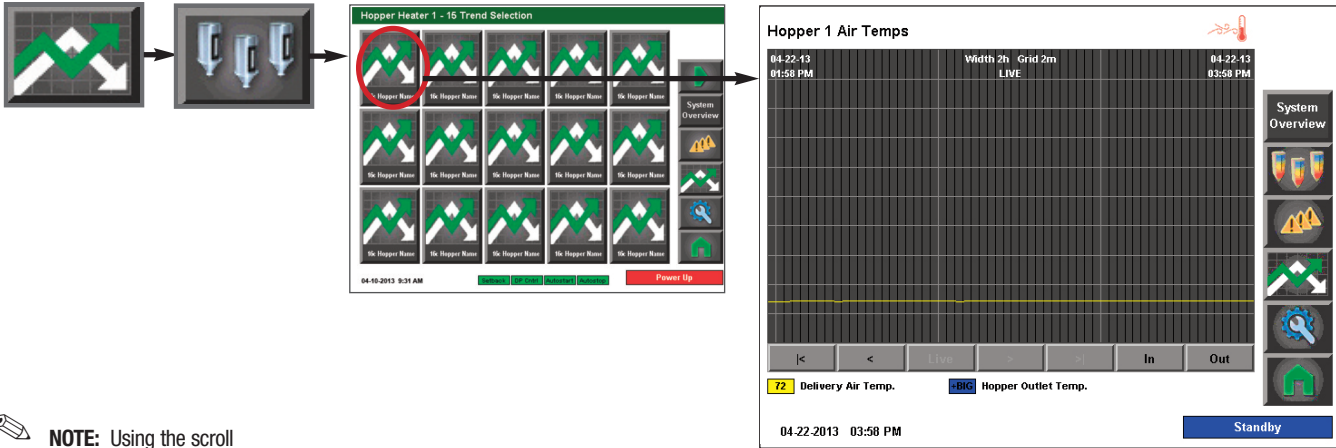 Hopper Heater 1 - 15 Trend Selection
16c Hopper Name 16c Hopper Name 16c Hopper Name 16c Hopper Name 16c Hopper Name
16c Hopper Name 16c Hopper Name 16c Hopper Name 16c Hopper Name 16c Hopper Name
16c Hopper Name 16c Hopper Name 16c Hopper Name 16c Hopper Name 16c Hopper Name
System
Overview
04-10-2013 9:31 AM
Setback DP Cntrl Autostart Autostop
Power Up
Hopper 1 Air Temps
04-22-13 Width 2h Grid 2m 04-22-13
01:58 PM LIVE 03:58 PM
System
Overview
|< < Live > >| In Out
72 Delivery Air Temp. +BIG Hopper Outlet Temp.
04-22-2013 03:58 PM
Standby
NOTE: Using the scroll